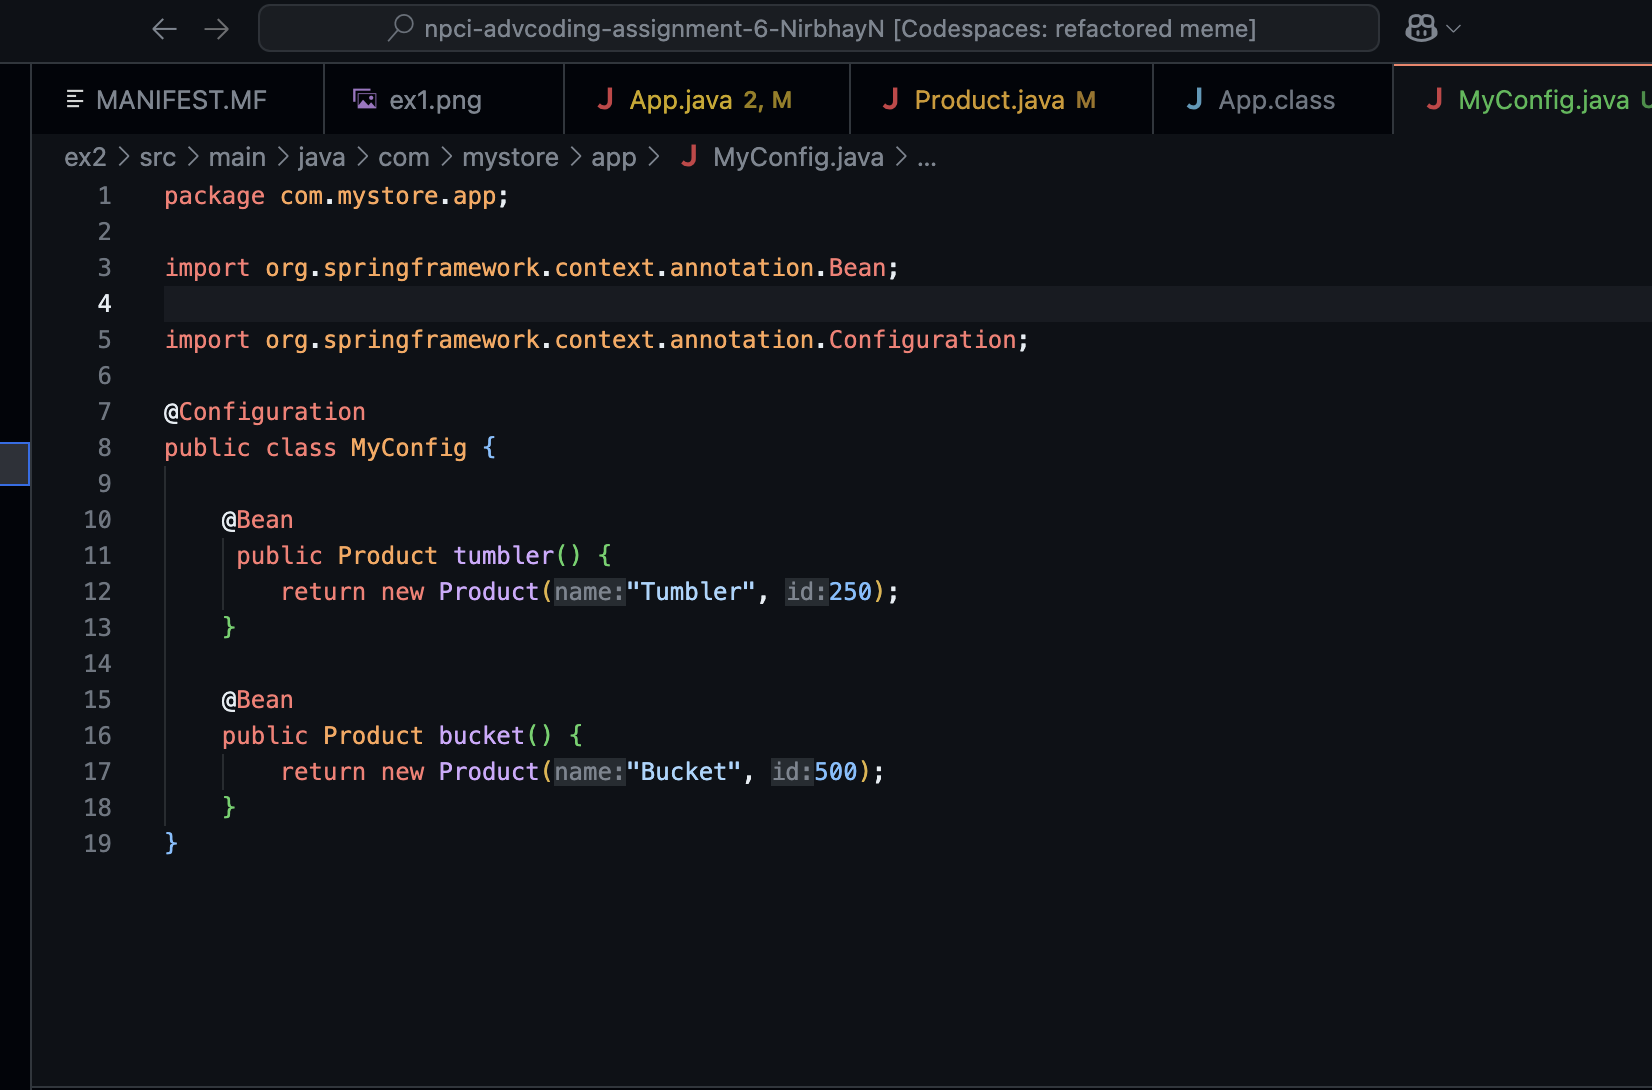 npci-advcoding-assignment-6-NirbhayN [Codespaces: refactored meme]
MANIFEST.MF ex1.png J App.java 2, M J Product.java M J App.class J MyConfig.java
ex2 > src > main > java > com > mystore > app > J MyConfig.java > ...
1 package com.mystore.app;
2
3 import org.springframework.context.annotation.Bean;
4
5 import org.springframework.context.annotation.Configuration;
6
7 @Configuration
8 public class MyConfig {
9
10 @Bean
11 public Product tumbler() {
12 return new Product(name:"Tumbler", id:250);
13 }
14
15 @Bean
16 public Product bucket() {
17 return new Product(name:"Bucket", id:500);
18 }
19 }